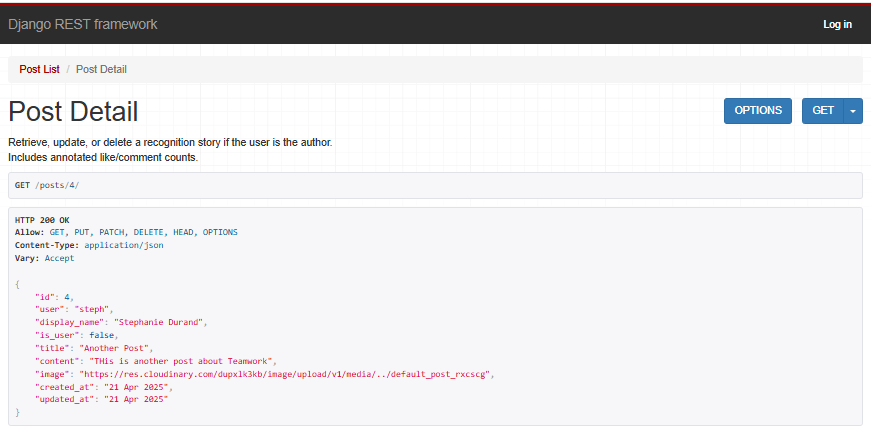 Django REST framework
Log in
Post List / Post Detail
Post Detail
OPTIONS
GET
Retrieve, update, or delete a recognition story if the user is the author.
Includes annotated like/comment counts.
GET /posts/4/
HTTP 200 OK
Allow: GET, PUT, PATCH, DELETE, HEAD, OPTIONS
Content-Type: application/json
Vary: Accept
{
    "id": 4,
    "user": "steph",
    "display_name": "Stephanie Durand",
    "is_user": false,
    "title": "Another Post",
    "content": "THis is another post about Teamwork",
    "image": "https://res.cloudinary.com/dupxlk3kb/image/upload/v1/media/../default_post_rxcscg",
    "created_at": "21 Apr 2025",
    "updated_at": "21 Apr 2025"
}